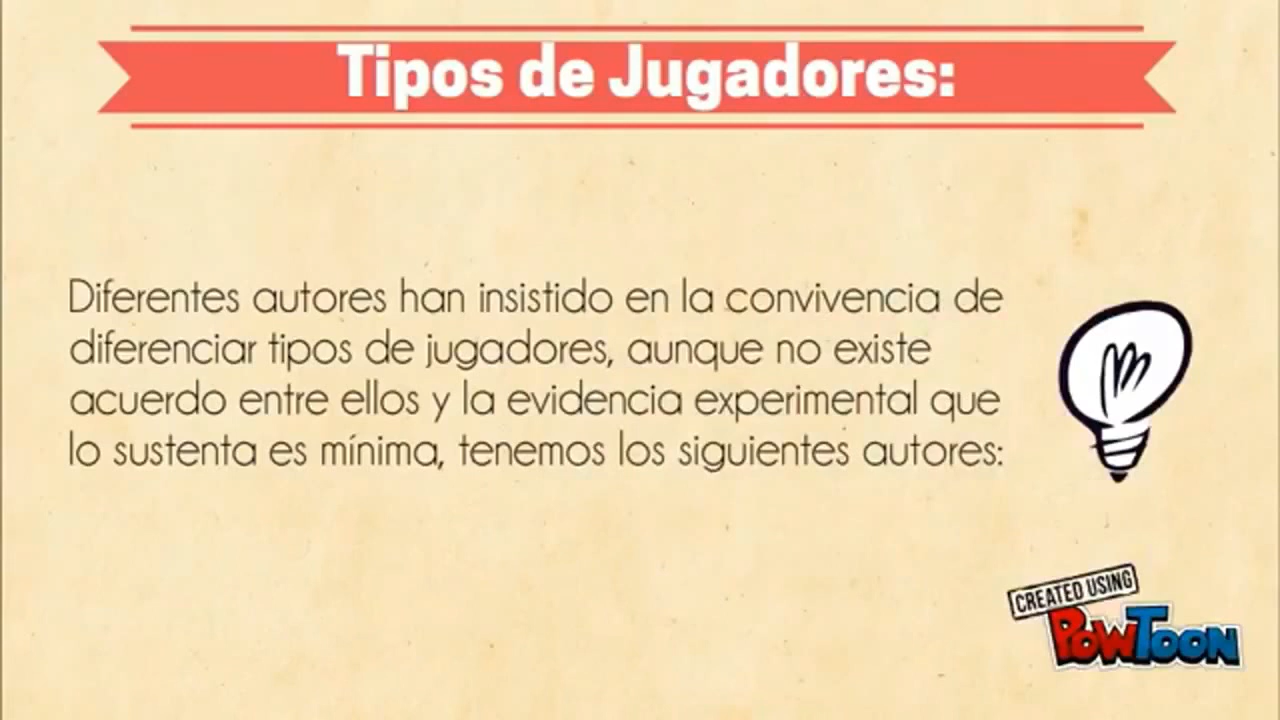 Tipos de Jugadores:
Diferentes autores han insistido en la convivencia de
diferenciar tipos de jugadores, aunque no existe
acuerdo entre ellos y la evidencia experimental que
lo sustenta es mínima, tenemos los siguientes autores:
CREATED USING
POWTOON